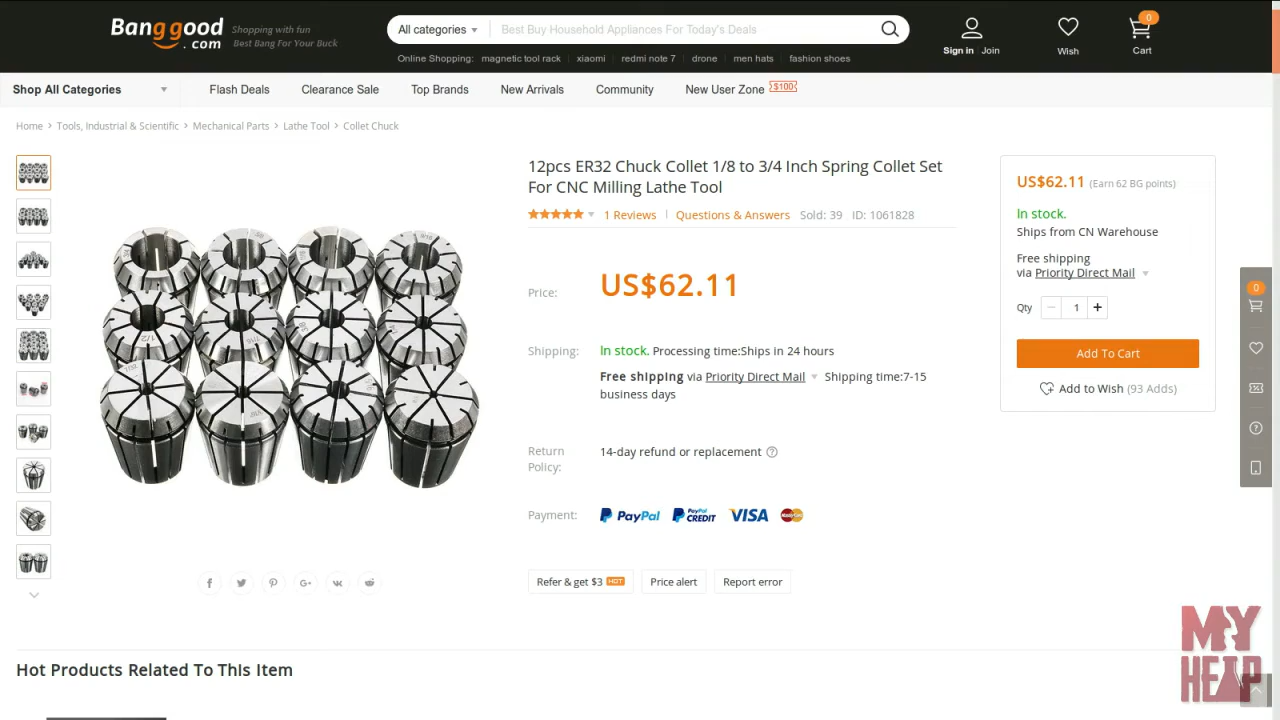 Banggood
.com
Shopping with fun
Best Bang For Your Buck
All categories
Best Buy Household Appliances For Today's Deals
Online Shopping: magnetic tool rack xiaomi redmi note 7 drone men hats fashion shoes
Sign in Join
Wish
0
Cart
Shop All Categories
Flash Deals Clearance Sale Top Brands New Arrivals Community New User Zone $100
Home > Tools, Industrial & Scientific > Mechanical Parts > Lathe Tool > Collet Chuck
12pcs ER32 Chuck Collet 1/8 to 3/4 Inch Spring Collet Set
For CNC Milling Lathe Tool
1 Reviews | Questions & Answers Sold: 39 ID: 1061828
Price: US$62.11
Shipping: In stock. Processing time:Ships in 24 hours
Free shipping via Priority Direct Mail Shipping time:7-15
business days
Return
Policy:
14-day refund or replacement ?
Payment: PayPal PayPal CREDIT VISA MasterCard
Refer & get $3 HOT Price alert Report error
US$62.11 (Earn 62 BG points)
In stock.
Ships from CN Warehouse
Free shipping
via Priority Direct Mail
Qty − 1 +
Add To Cart
Add to Wish (93 Adds)
0
Hot Products Related To This Item
MY
HEAP